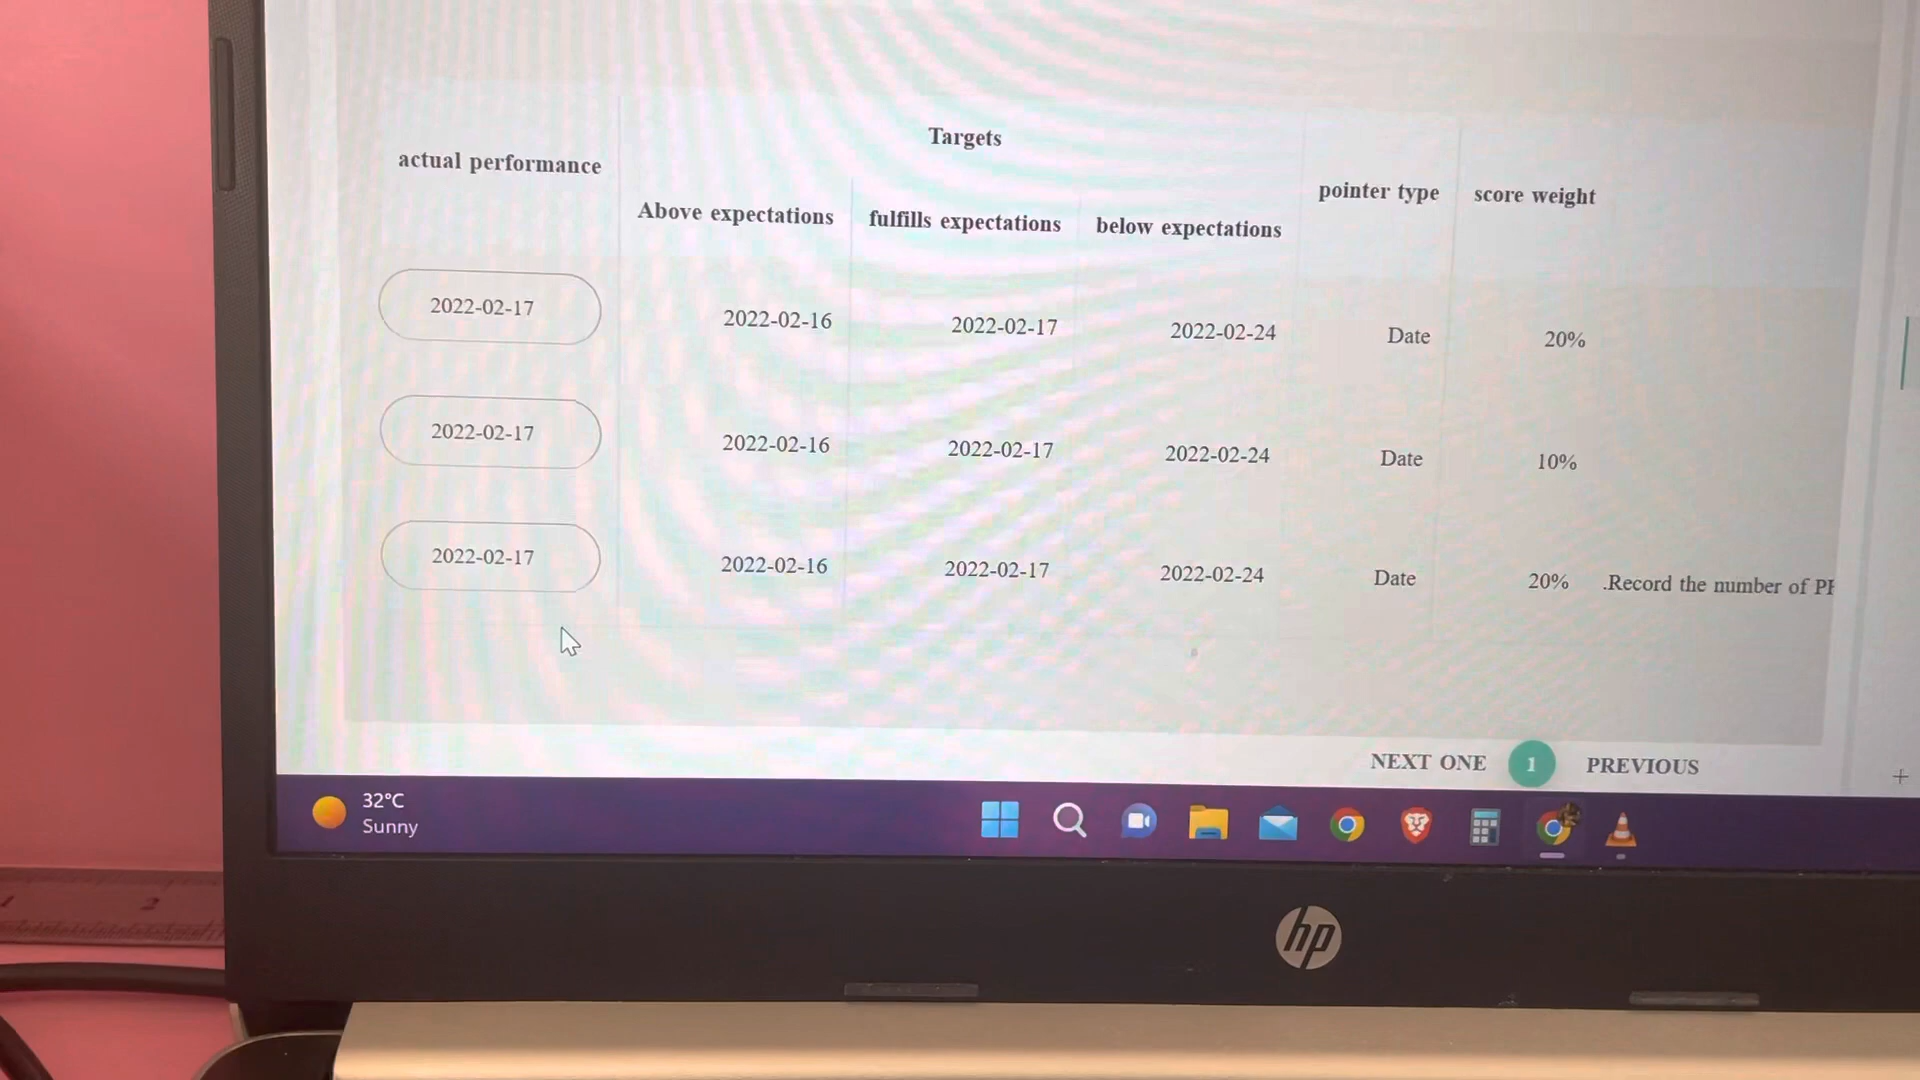 Targets
actual performance
pointer type score weight
Above expectations fulfills expectations below expectations
2022-02-17 2022-02-16 2022-02-17 2022-02-24 Date 20%
2022-02-17 2022-02-16 2022-02-17 2022-02-24 Date 10%
2022-02-17 2022-02-16 2022-02-17 2022-02-24 Date 20% .Record the number of
NEXT ONE 1 PREVIOUS
32°C
Sunny
hp
1 2